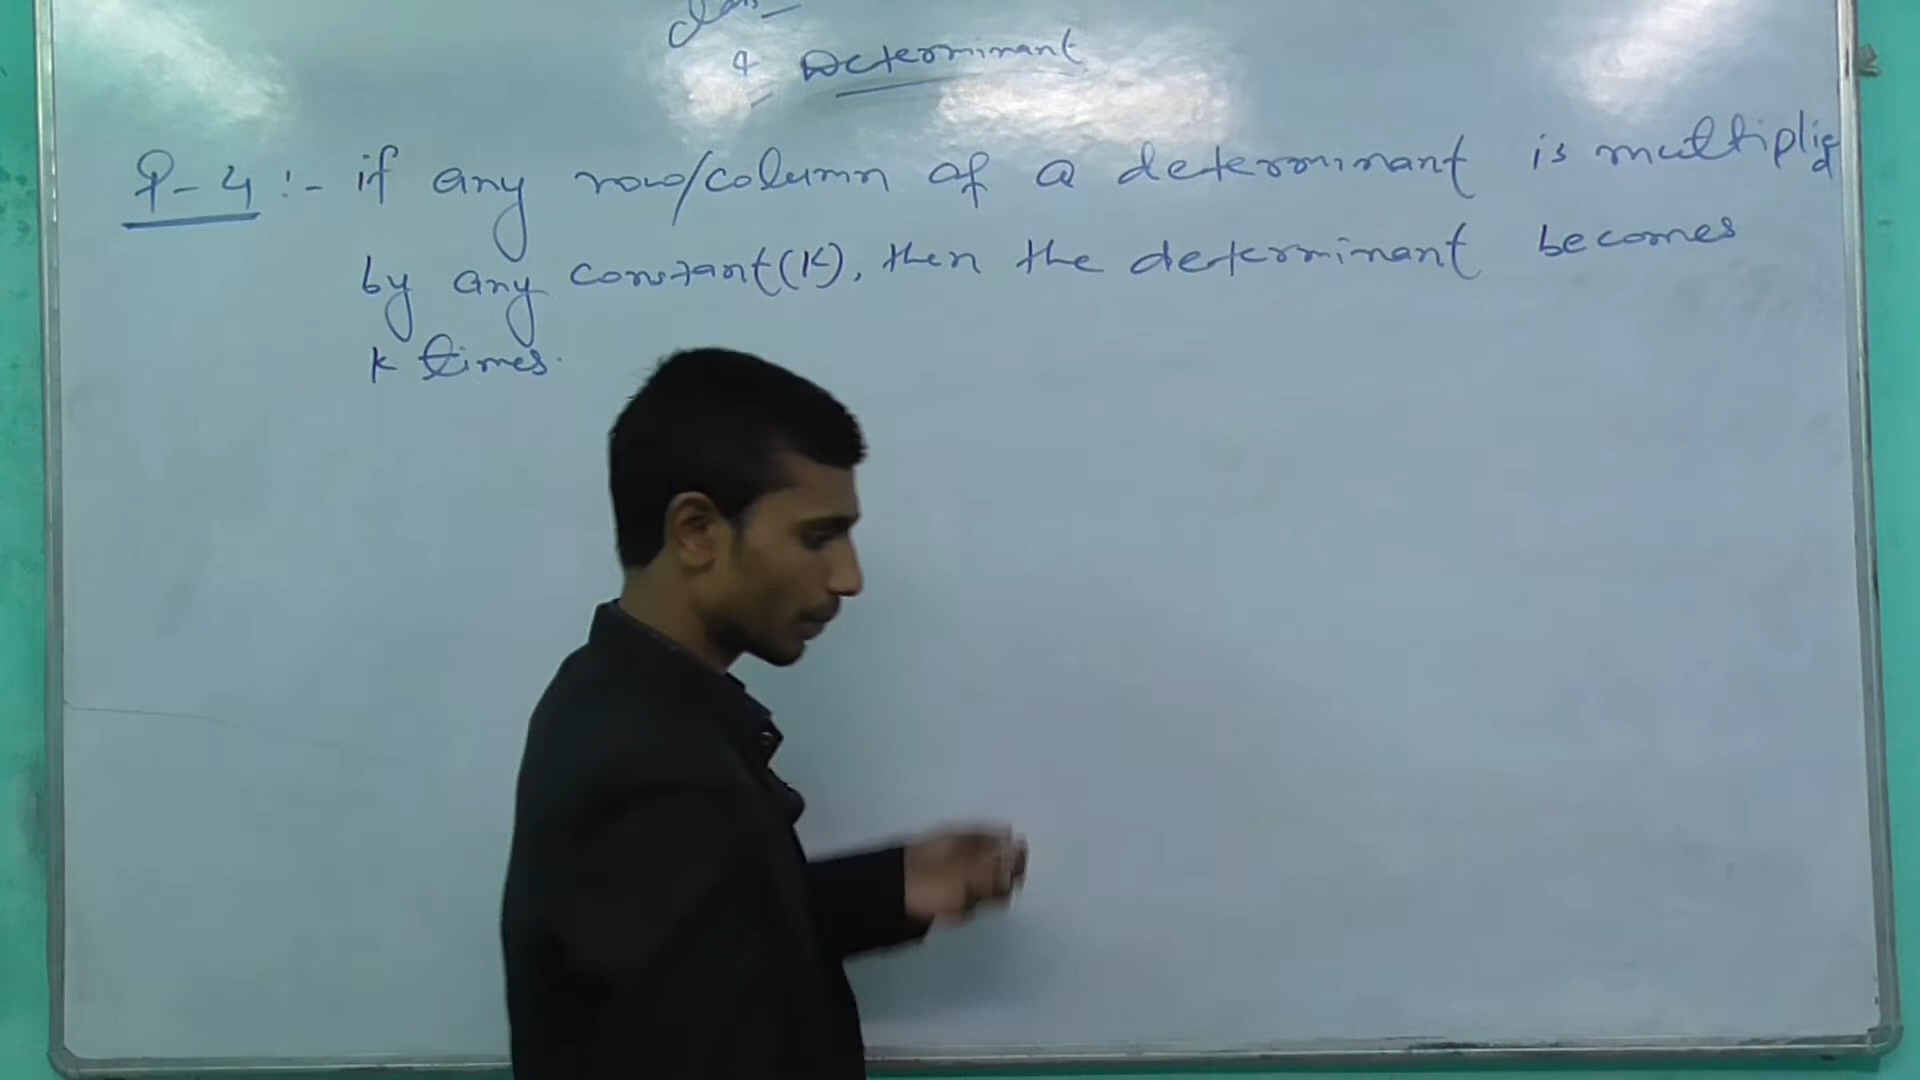 4 Determinant
P-4 :- if any row/column of a determinant is multiplied
by any constant(K), then the determinant becomes
k times.